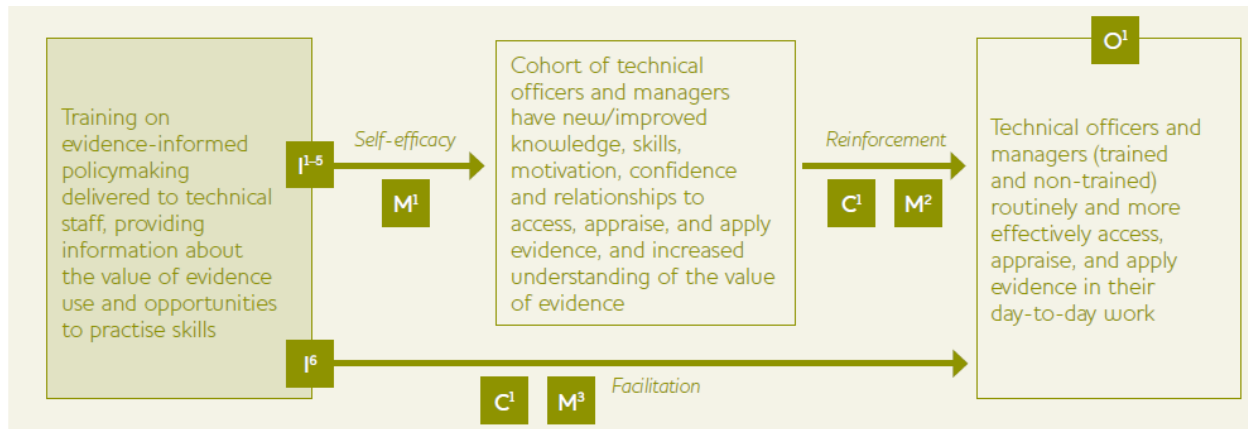 Training on
evidence-informed
policymaking
delivered to technical
staff, providing
information about
the value of evidence
use and opportunities
to practise skills
I¹⁻⁵
I⁶
Self-efficacy
M¹
Cohort of technical
officers and managers
have new/improved
knowledge, skills,
motivation, confidence
and relationships to
access, appraise, and apply
evidence, and increased
understanding of the value
of evidence
Reinforcement
C¹ M²
O¹
Technical officers and
managers (trained
and non-trained)
routinely and more
effectively access,
appraise, and apply
evidence in their
day-to-day work
Facilitation
C¹ M³